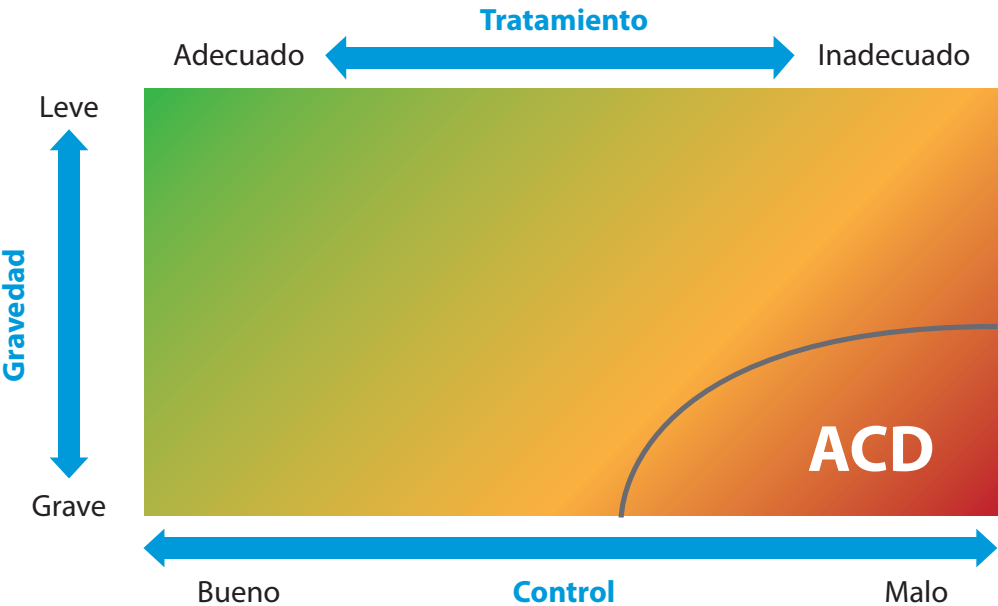 Tratamiento
Adecuado
Inadecuado
Leve
Gravedad
Grave
ACD
Bueno
Control
Malo